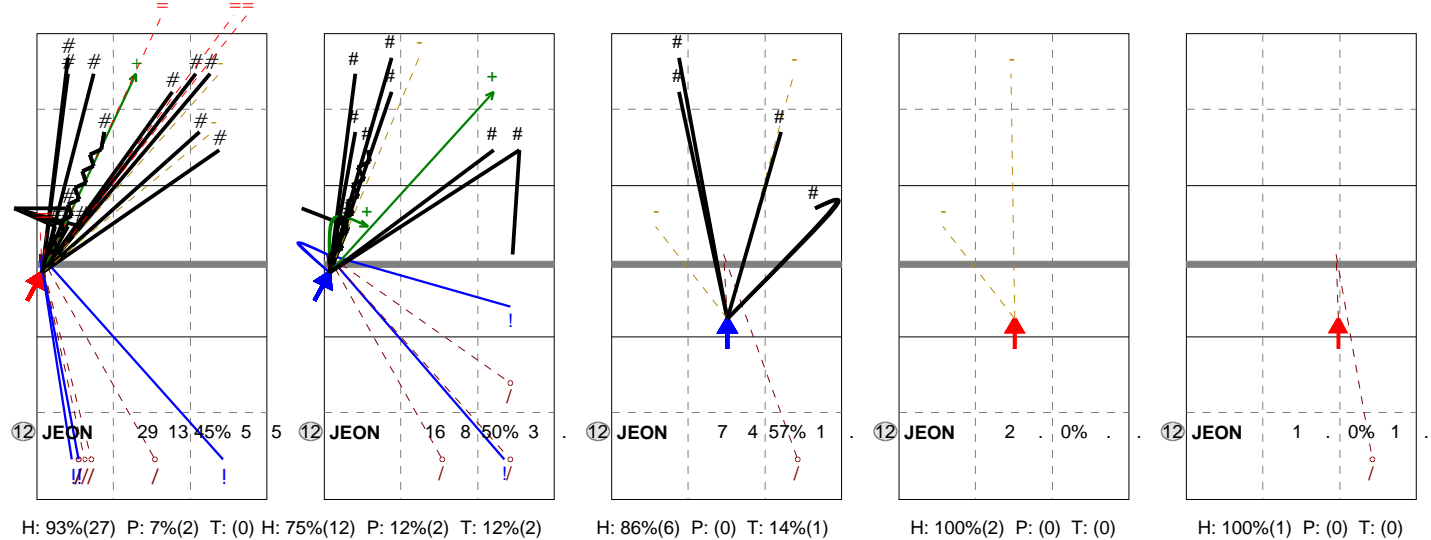 = ==
# # # + # # # -
# # # # -
# # - - +
# # # # # # +
# # - # #
-
-
12 JEON 29 13 45% 5 5
12 JEON 16 8 50% 3 .
12 JEON 7 4 57% 1 .
12 JEON 2 . 0% . .
12 JEON 1 . 0% 1 .
H: 93%(27) P: 7%(2) T: (0)
H: 75%(12) P: 12%(2) T: 12%(2)
H: 86%(6) P: (0) T: 14%(1)
H: 100%(2) P: (0) T: (0)
H: 100%(1) P: (0) T: (0)